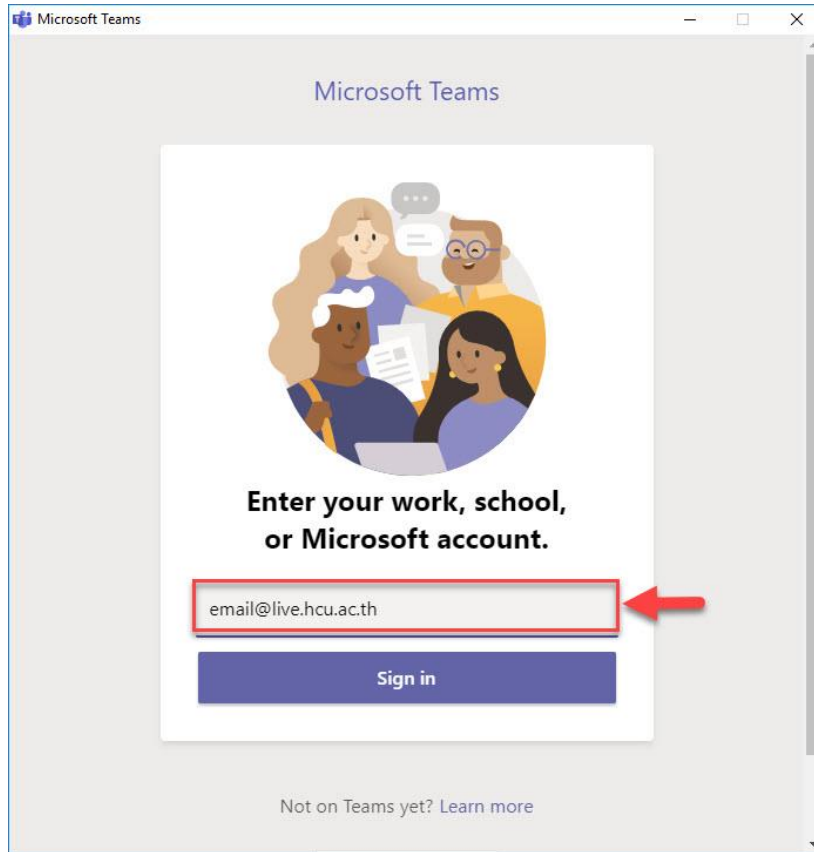 Microsoft Teams
Microsoft Teams
Enter your work, school,
or Microsoft account.
email@live.hcu.ac.th
Sign in
Not on Teams yet? Learn more